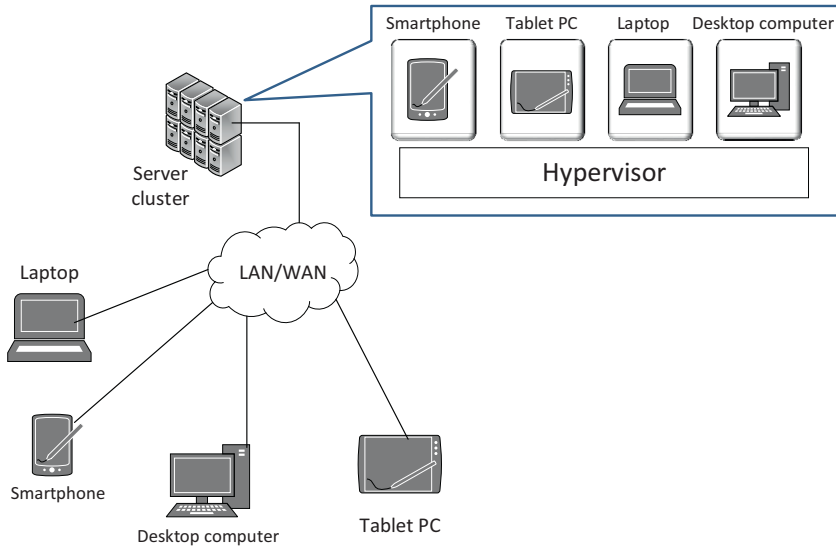 Smartphone
Tablet PC
Laptop
Desktop computer
Hypervisor
Server
cluster
LAN/WAN
Laptop
Smartphone
Desktop computer
Tablet PC